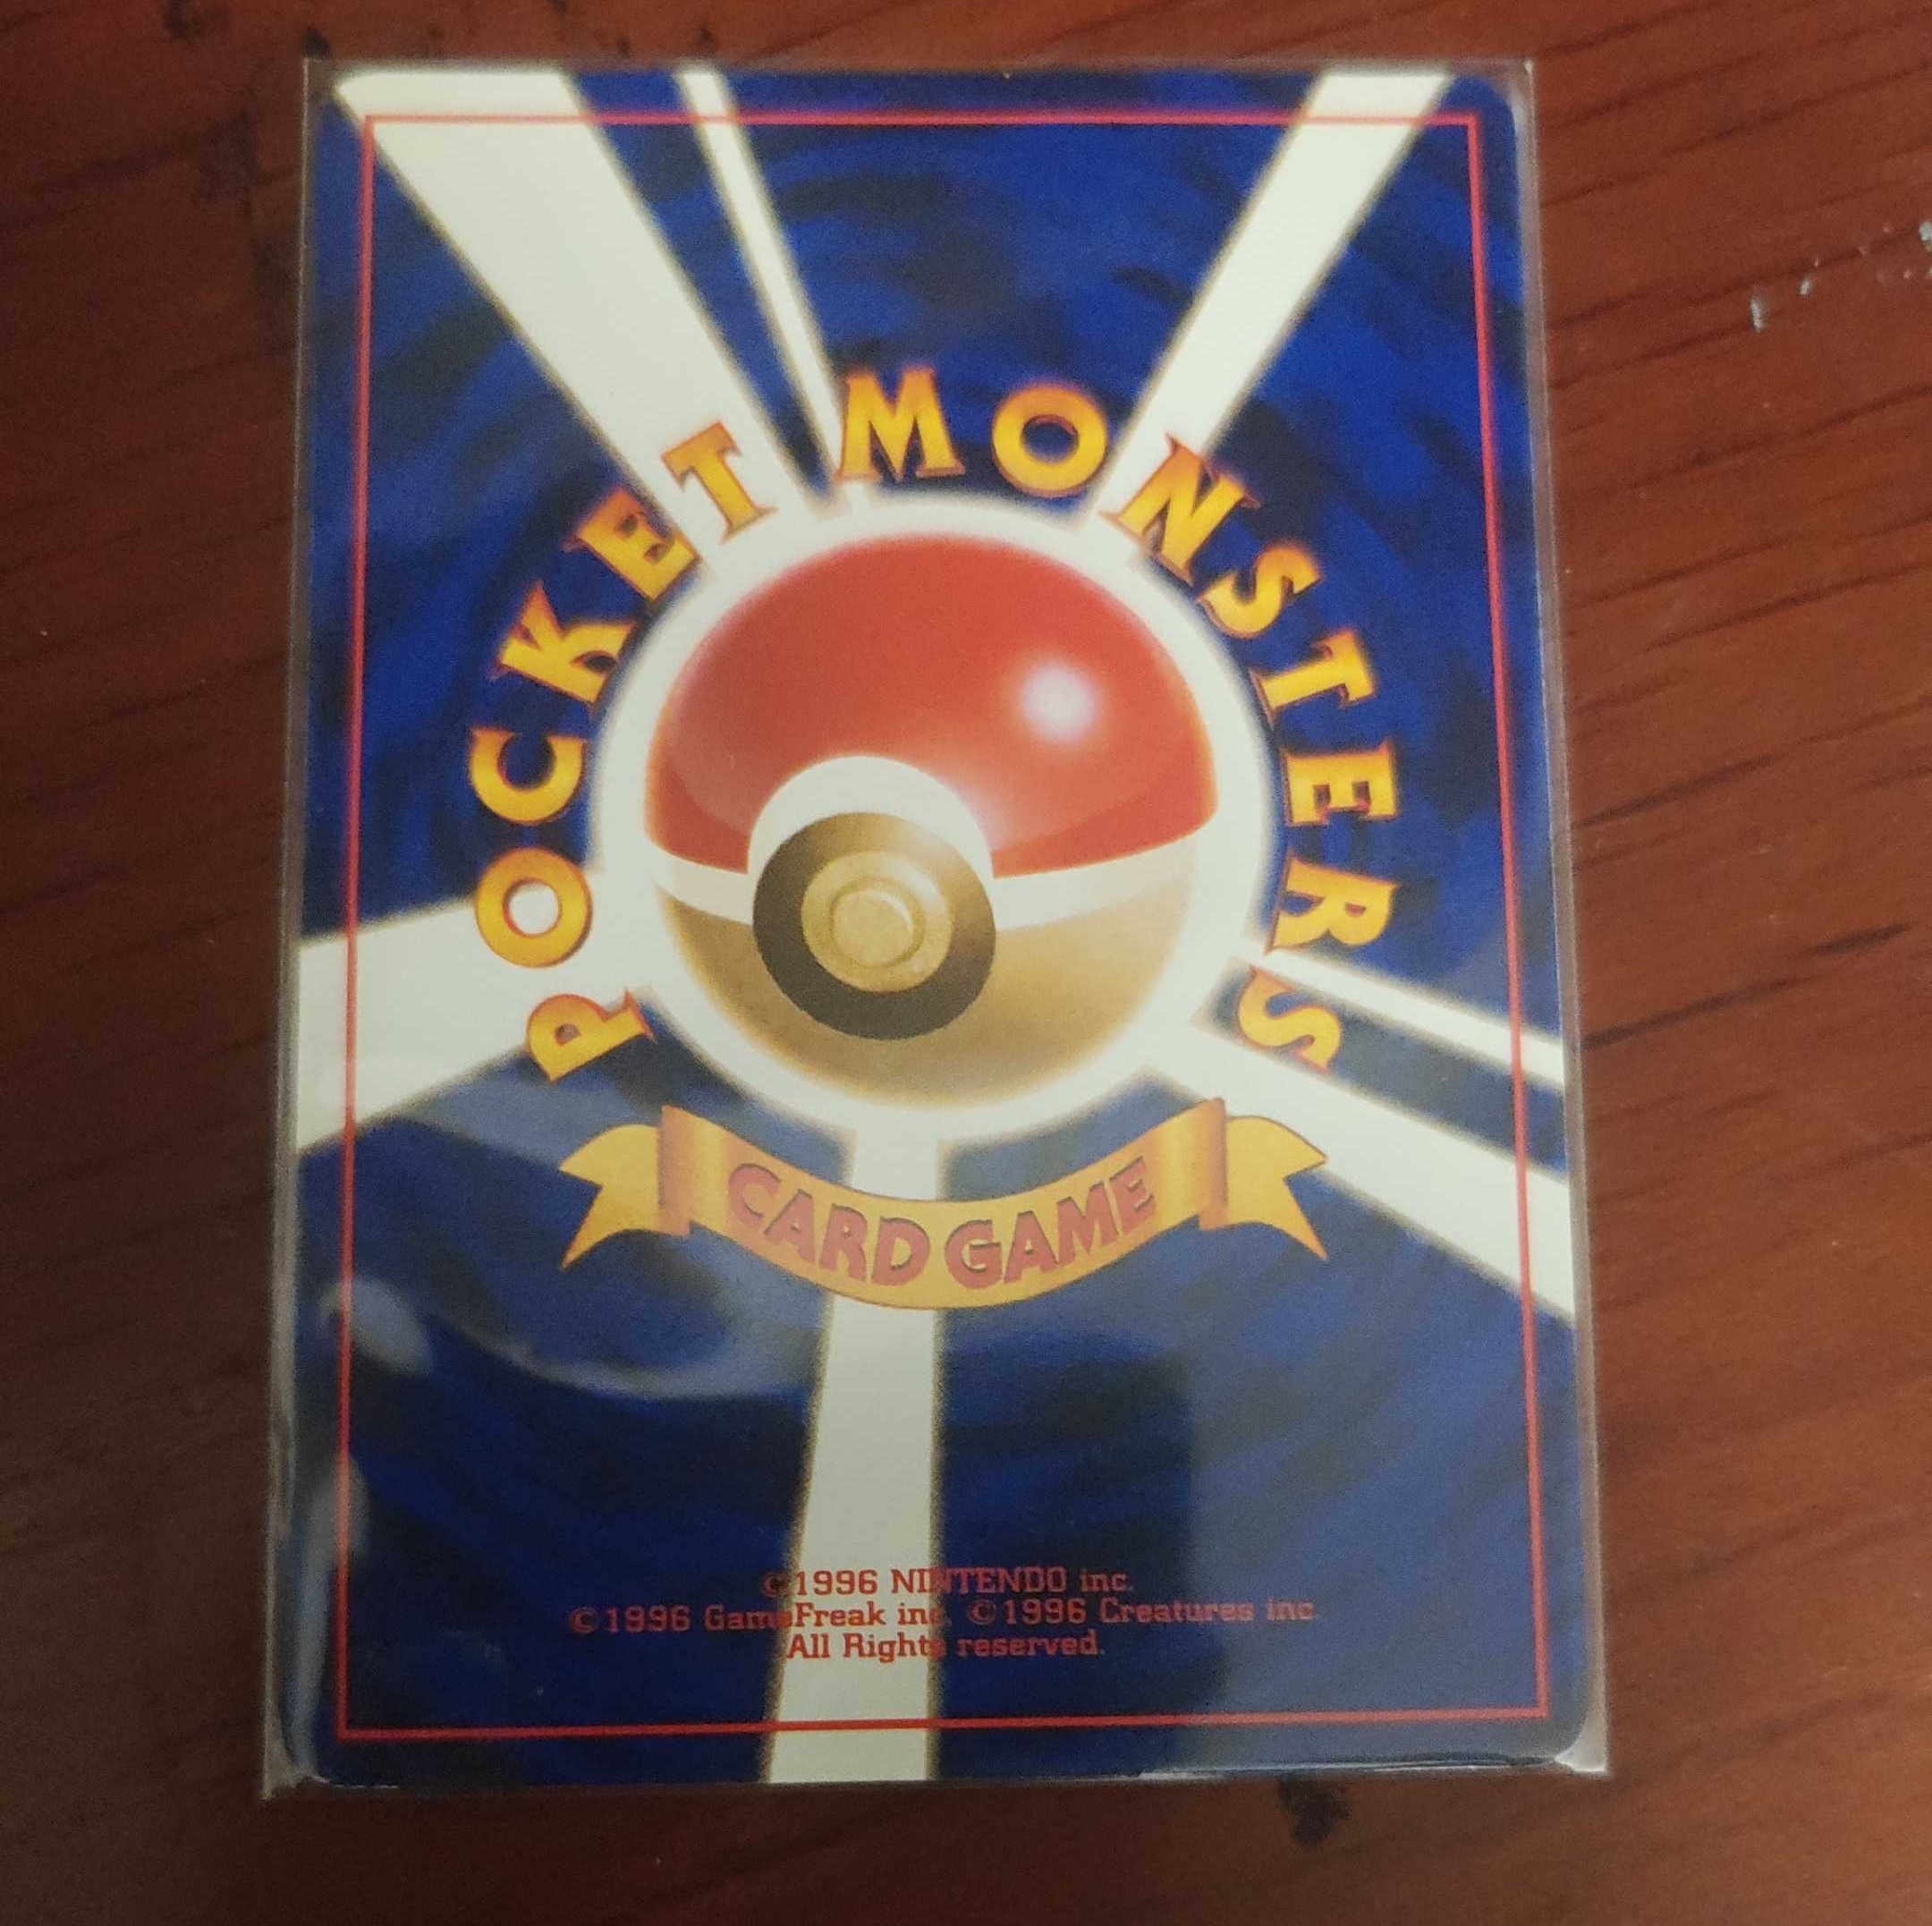 POCKET MONSTERS
CARD GAME
©1996 NINTENDO inc.
©1996 GameFreak inc. ©1996 Creatures inc.
All Rights reserved.